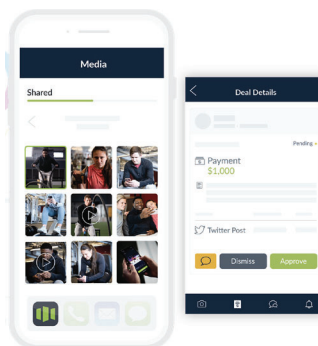 Media
Shared
Deal Details
Pending
Payment
$1,000
Twitter Post
Dismiss
Approve